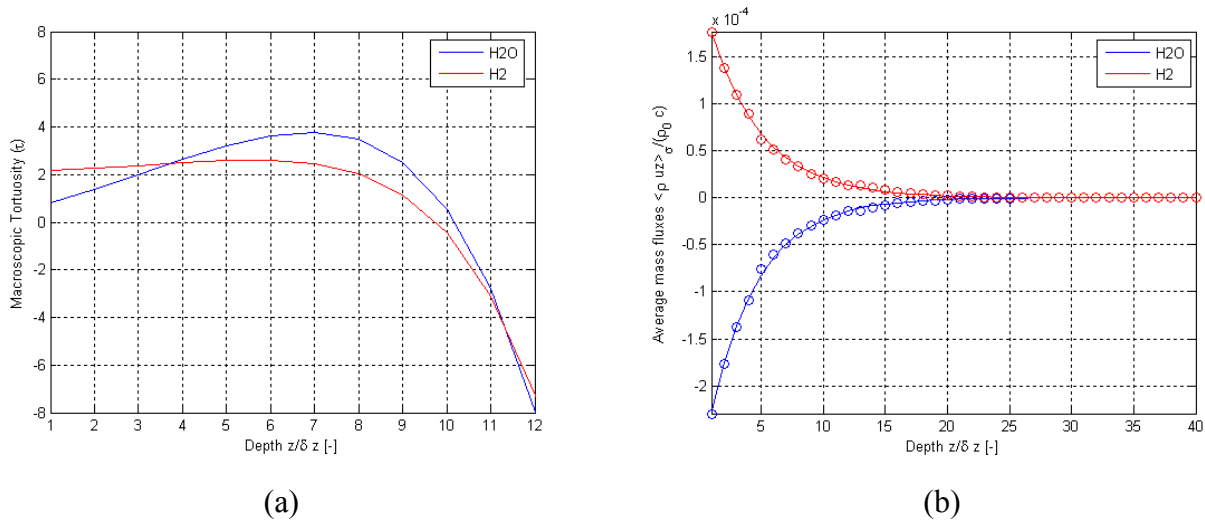 8
6
4
2
0
-2
-4
-6
-8
Macroscopic Tortuosity (τ)
H2O
H2
1 2 3 4 5 6 7 8 9 10 11 12
Depth z/δ z [-]
(a)
x 10-4
1.5
1
0.5
0
-0.5
-1
-1.5
-2
Average mass fluxes <ρ uz>σ/(ρ0 c)
H2O
H2
5 10 15 20 25 30 35 40
Depth z/δ z [-]
(b)